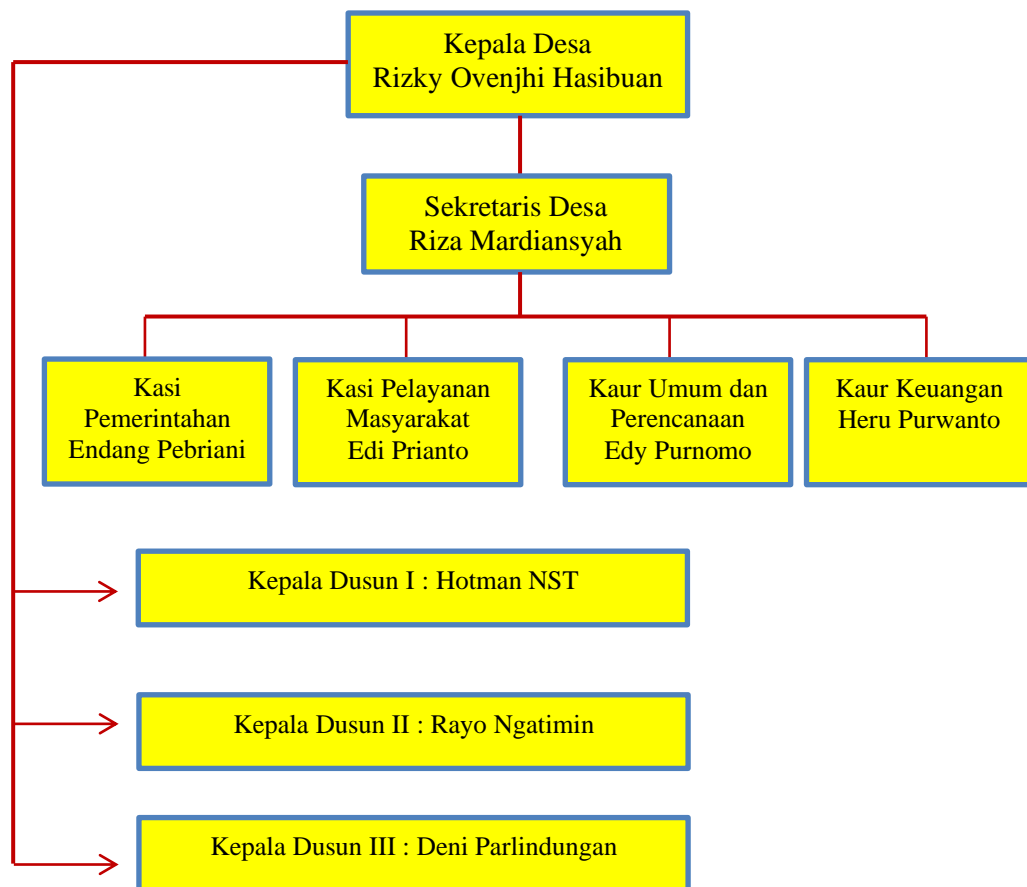 Kepala Desa
Rizky Ovenjhi Hasibuan
Sekretaris Desa
Riza Mardiansyah
Kasi
Pemerintahan
Endang Pebriani
Kasi Pelayanan
Masyarakat
Edi Prianto
Kaur Umum dan
Perencanaan
Edy Purnomo
Kaur Keuangan
Heru Purwanto
Kepala Dusun I : Hotman NST
Kepala Dusun II : Rayo Ngatimin
Kepala Dusun III : Deni Parlindungan